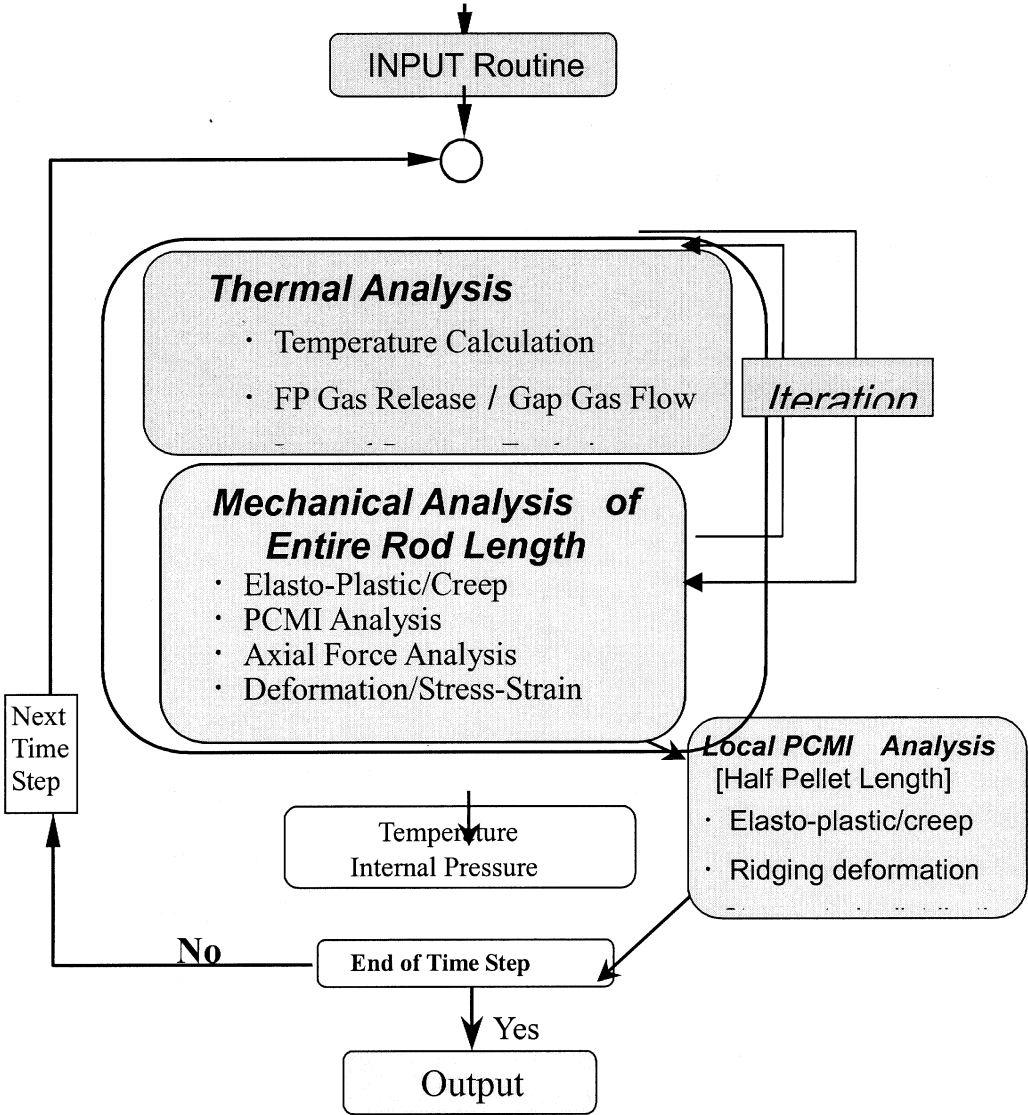 INPUT Routine
Thermal Analysis
· Temperature Calculation
· FP Gas Release / Gap Gas Flow
Iteration
Mechanical Analysis of
Entire Rod Length
· Elasto-Plastic/Creep
· PCMI Analysis
· Axial Force Analysis
· Deformation/Stress-Strain
Next
Time
Step
Local PCMI Analysis
[Half Pellet Length]
· Elasto-plastic/creep
· Ridging deformation
Temperature
Internal Pressure
No
End of Time Step
Yes
Output